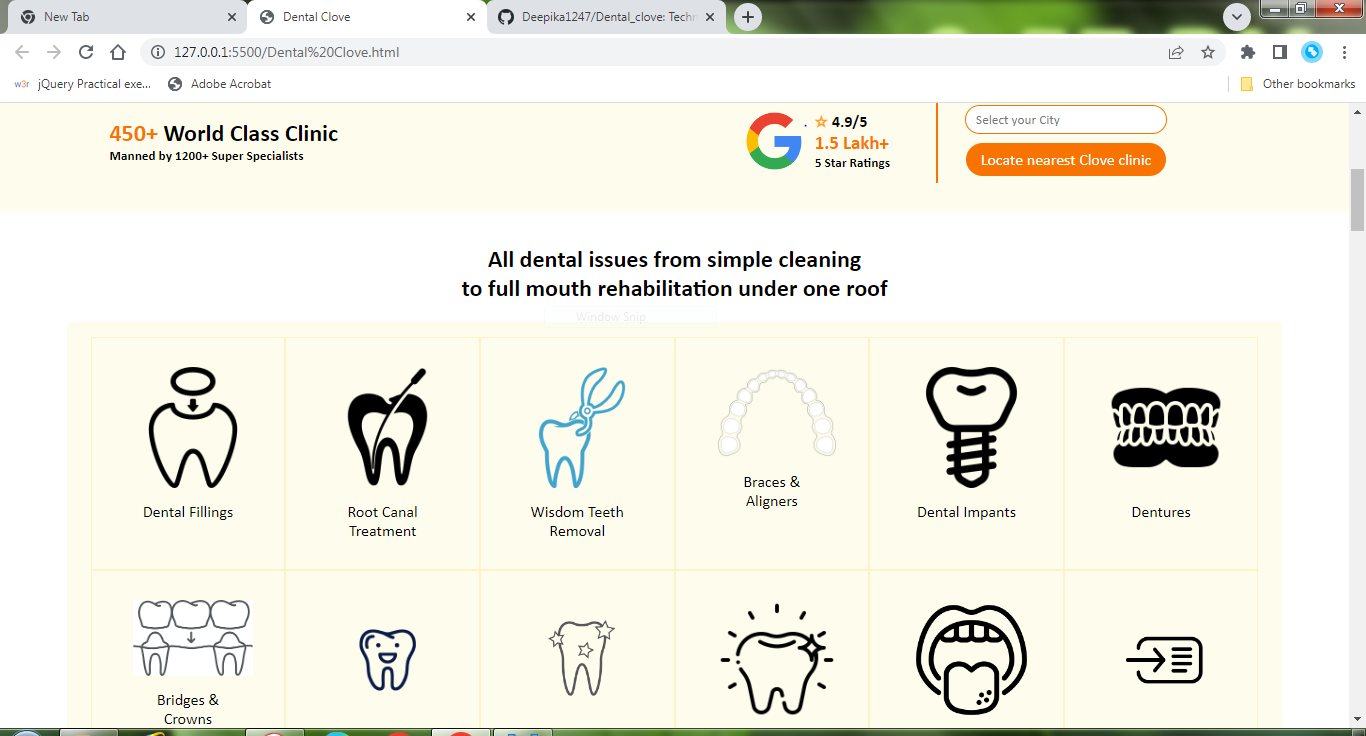 New Tab
Dental Clove
Deepika1247/Dental_clove: Techn
127.0.0.1:5500/Dental%20Clove.html
w3r jQuery Practical exe...
Adobe Acrobat
Other bookmarks
450+ World Class Clinic
Manned by 1200+ Super Specialists
. ☆ 4.9/5
1.5 Lakh+
5 Star Ratings
Select your City
Locate nearest Clove clinic
All dental issues from simple cleaning
to full mouth rehabilitation under one roof
Window Snip
Dental Fillings
Root Canal
Treatment
Wisdom Teeth
Removal
Braces &
Aligners
Dental Impants
Dentures
Bridges &
Crowns